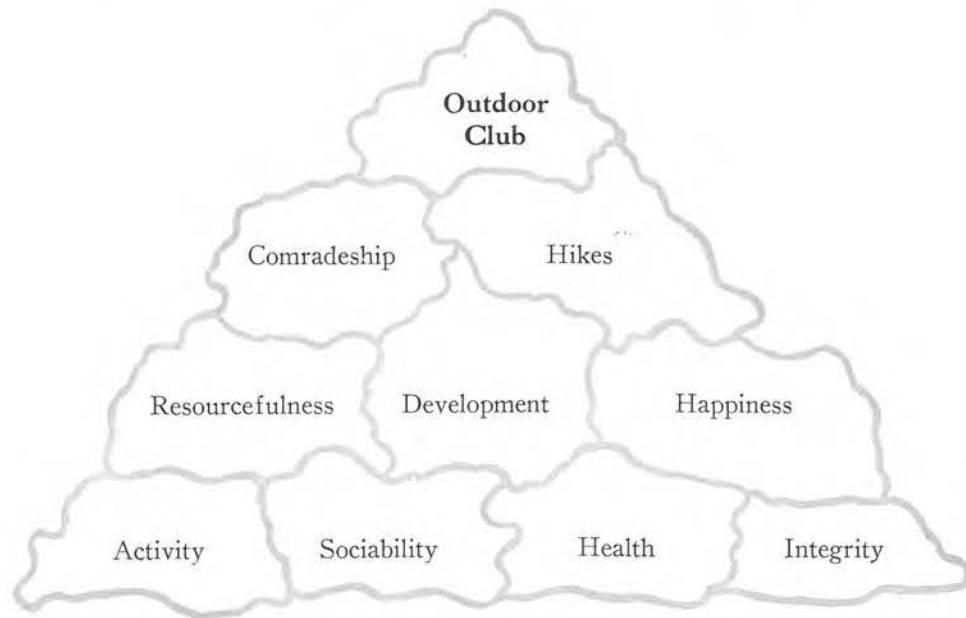 Outdoor
Club
Comradeship
Hikes
Resourcefulness
Development
Happiness
Activity
Sociability
Health
Integrity